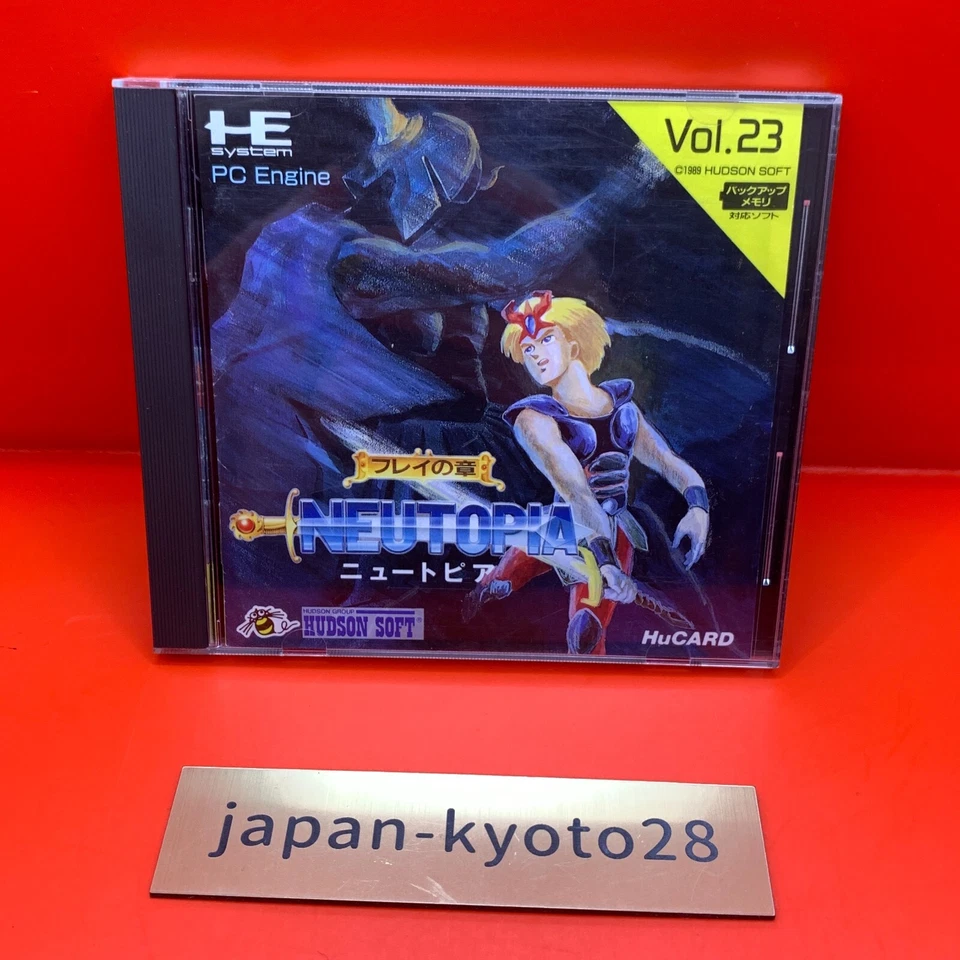 HE
system
PC Engine
Vol.23
©1989 HUDSON SOFT
バックアップ
メモリ
対応ソフト
フレイの章
NEUTOPIA
ニュートピア
HUDSON GROUP
HUDSON SOFT®
HuCARD
japan-kyoto28